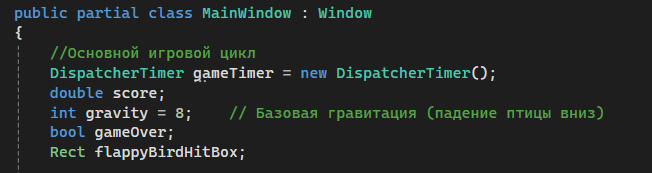 public partial class MainWindow : Window
{
//Основной игровой цикл
DispatcherTimer gameTimer = new DispatcherTimer();
double score;
int gravity = 8; // Базовая гравитация (падение птицы вниз)
bool gameOver;
Rect flappyBirdHitBox;